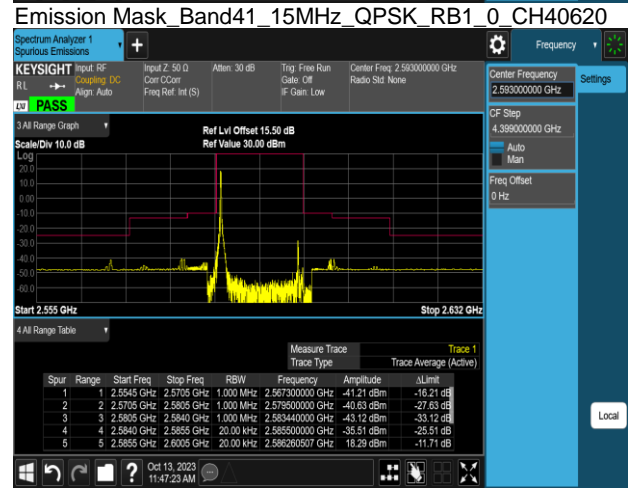 Emission Mask_Band41_15MHz_QPSK_RB1_0_CH40620
Spectrum Analyzer 1
Spurious Emissions
+
Frequency
KEYSIGHT Input: RF Input Z: 50 Ω Atten: 30 dB Trig: Free Run Center Freq: 2.593000000 GHz
RL Coupling: DC Corr CCorr Gate: Off Radio Std: None
Align: Auto Freq Ref: Int (S) IF Gain: Low
LXI PASS
Center Frequency
2.593000000 GHz
Settings
CF Step
4.399000000 GHz
Auto
Man
Freq Offset
0 Hz
3 All Range Graph
Ref Lvl Offset 15.50 dB
Scale/Div 10.0 dB Ref Value 30.00 dBm
Log
20.0
10.0
0.00
-10.0
-20.0
-30.0
-40.0
-50.0
-60.0
Start 2.555 GHz Stop 2.632 GHz
4 All Range Table
Measure Trace Trace 1
Trace Type Trace Average (Active)
Spur Range Start Freq Stop Freq RBW Frequency Amplitude ΔLimit
1 1 2.5545 GHz 2.5705 GHz 1.000 MHz 2.567300000 GHz -41.21 dBm -16.21 dB
2 2 2.5705 GHz 2.5805 GHz 1.000 MHz 2.579500000 GHz -40.63 dBm -27.63 dB
3 3 2.5805 GHz 2.5840 GHz 1.000 MHz 2.583440000 GHz -43.12 dBm -33.12 dB
4 4 2.5840 GHz 2.5855 GHz 20.00 kHz 2.585500000 GHz -35.51 dBm -25.51 dB
5 5 2.5855 GHz 2.6005 GHz 20.00 kHz 2.586260507 GHz 18.29 dBm -11.71 dB
Local
? Oct 13, 2023
11:47:23 AM